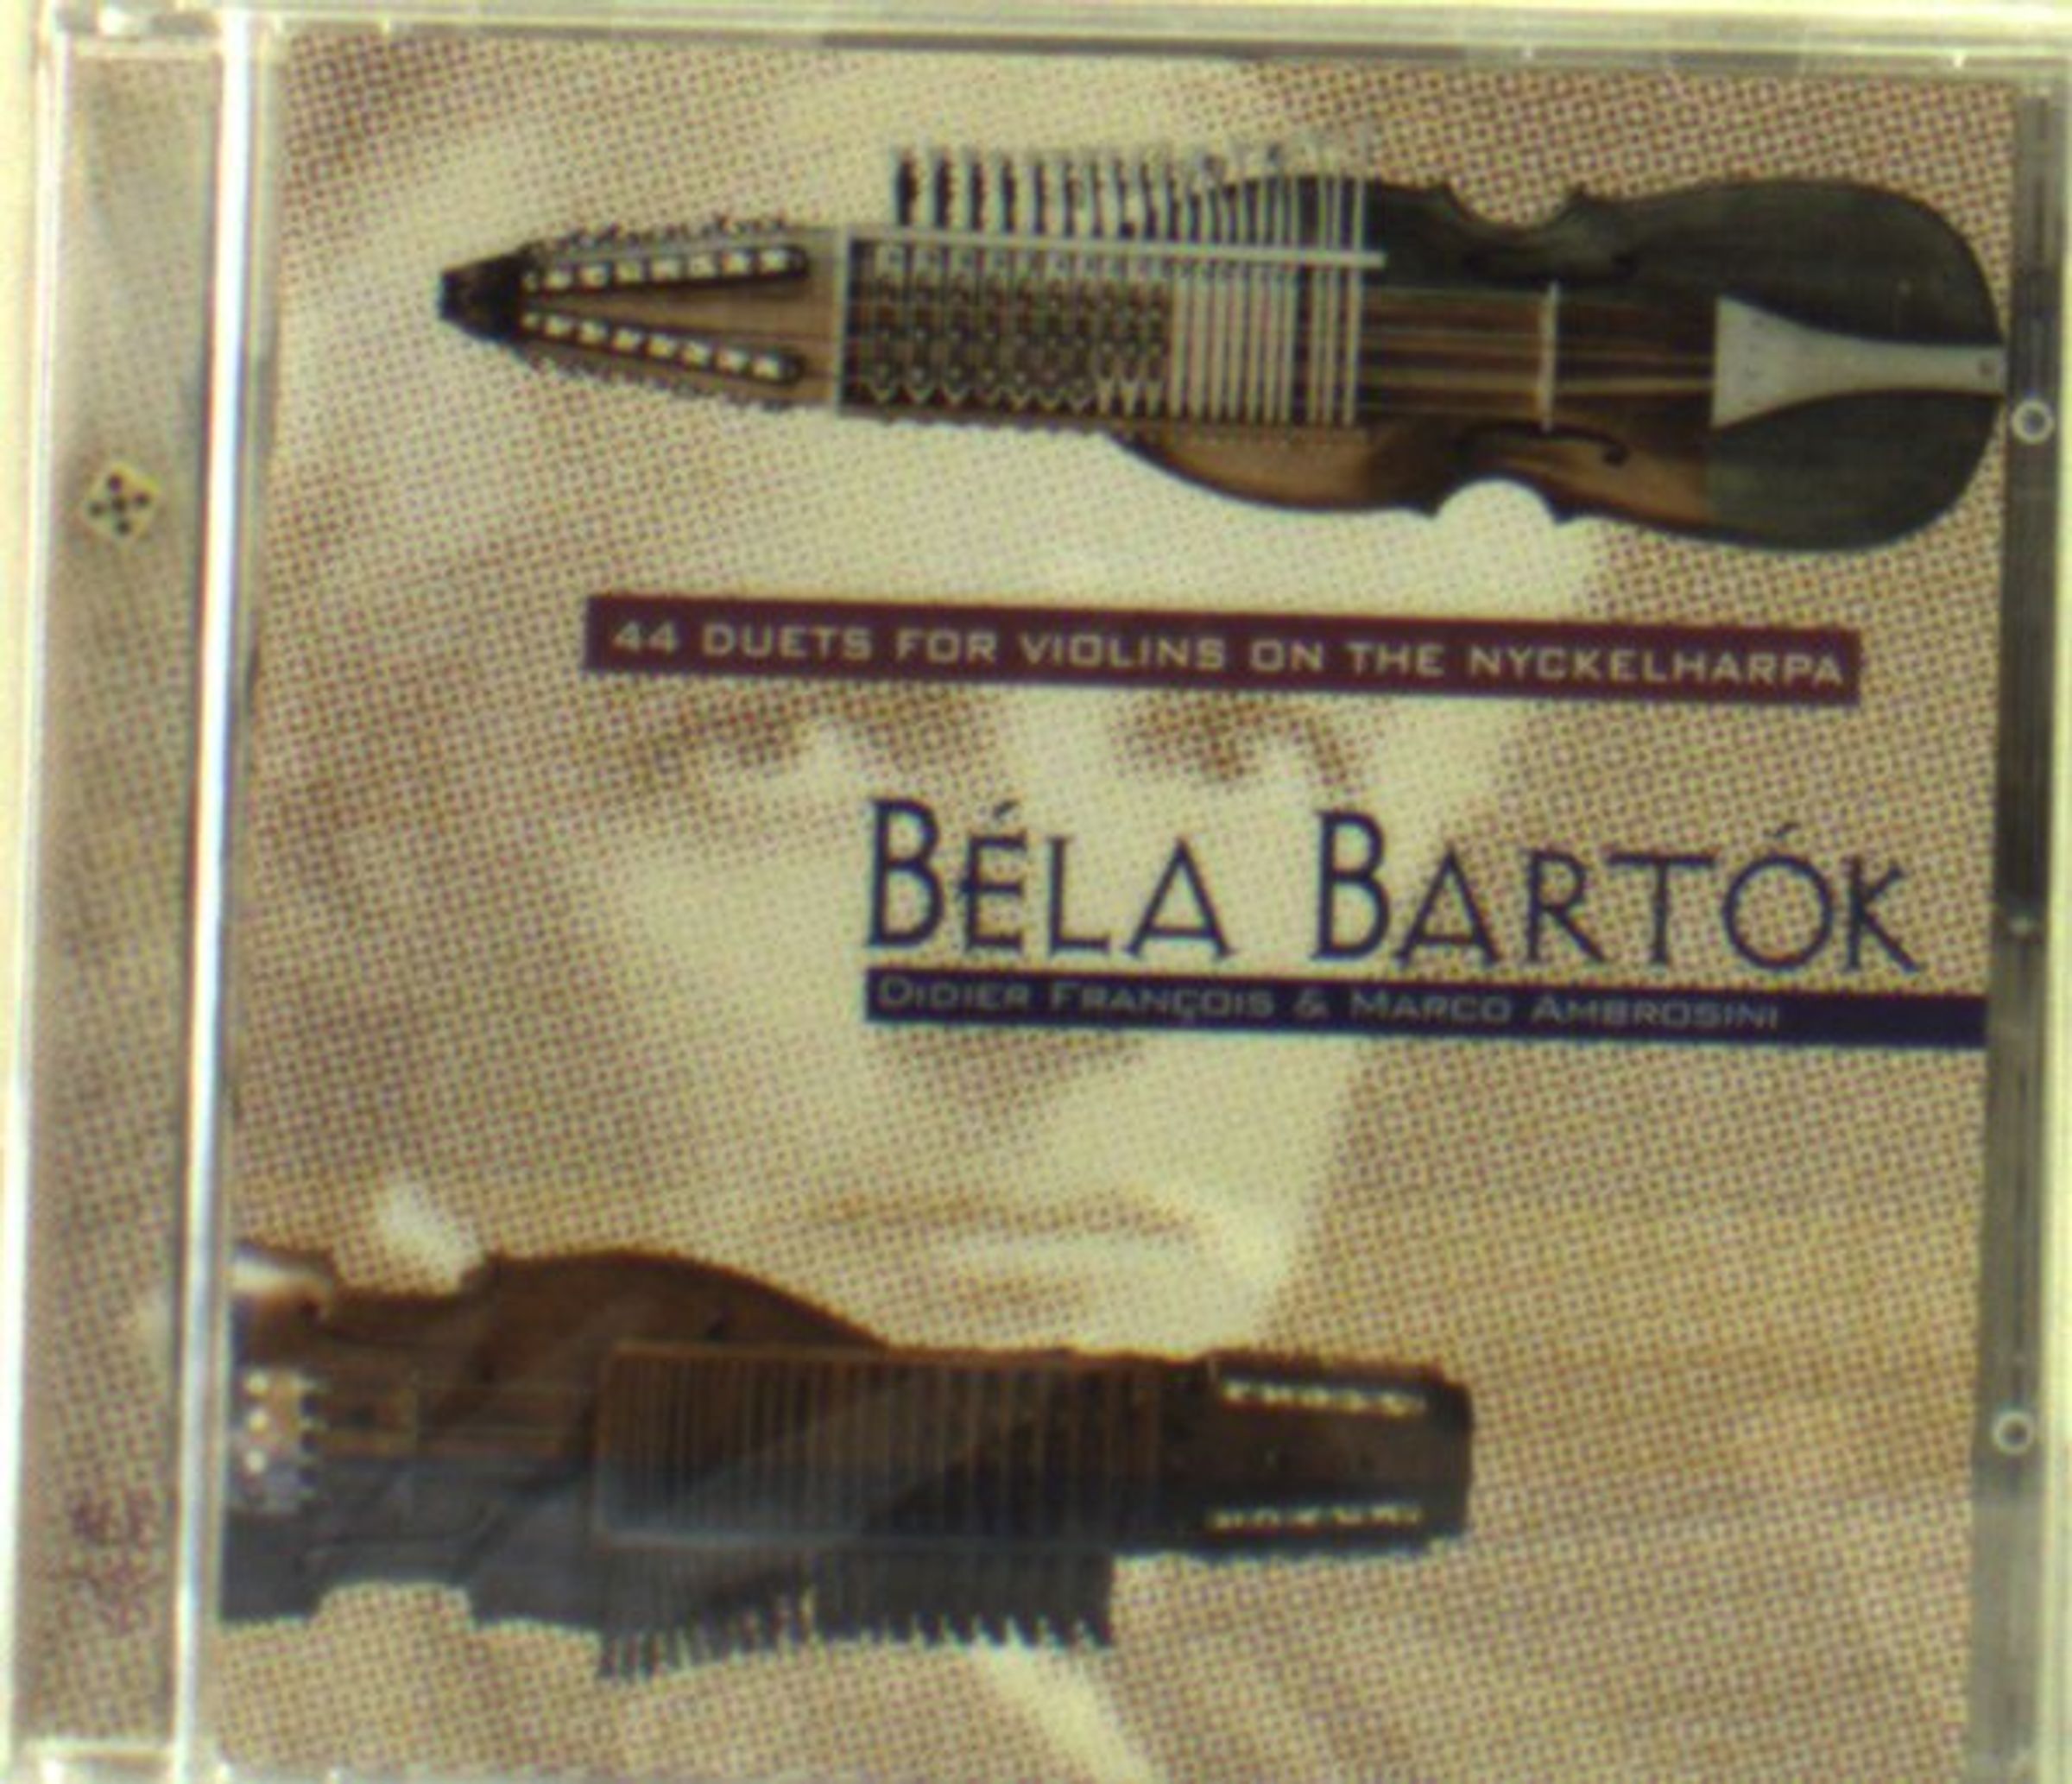 44 DUETS FOR VIOLINS ON THE NYCKELHARPA
BÉLA BARTÓK
DIDIER FRANÇOIS & MARCO AMBROSINI